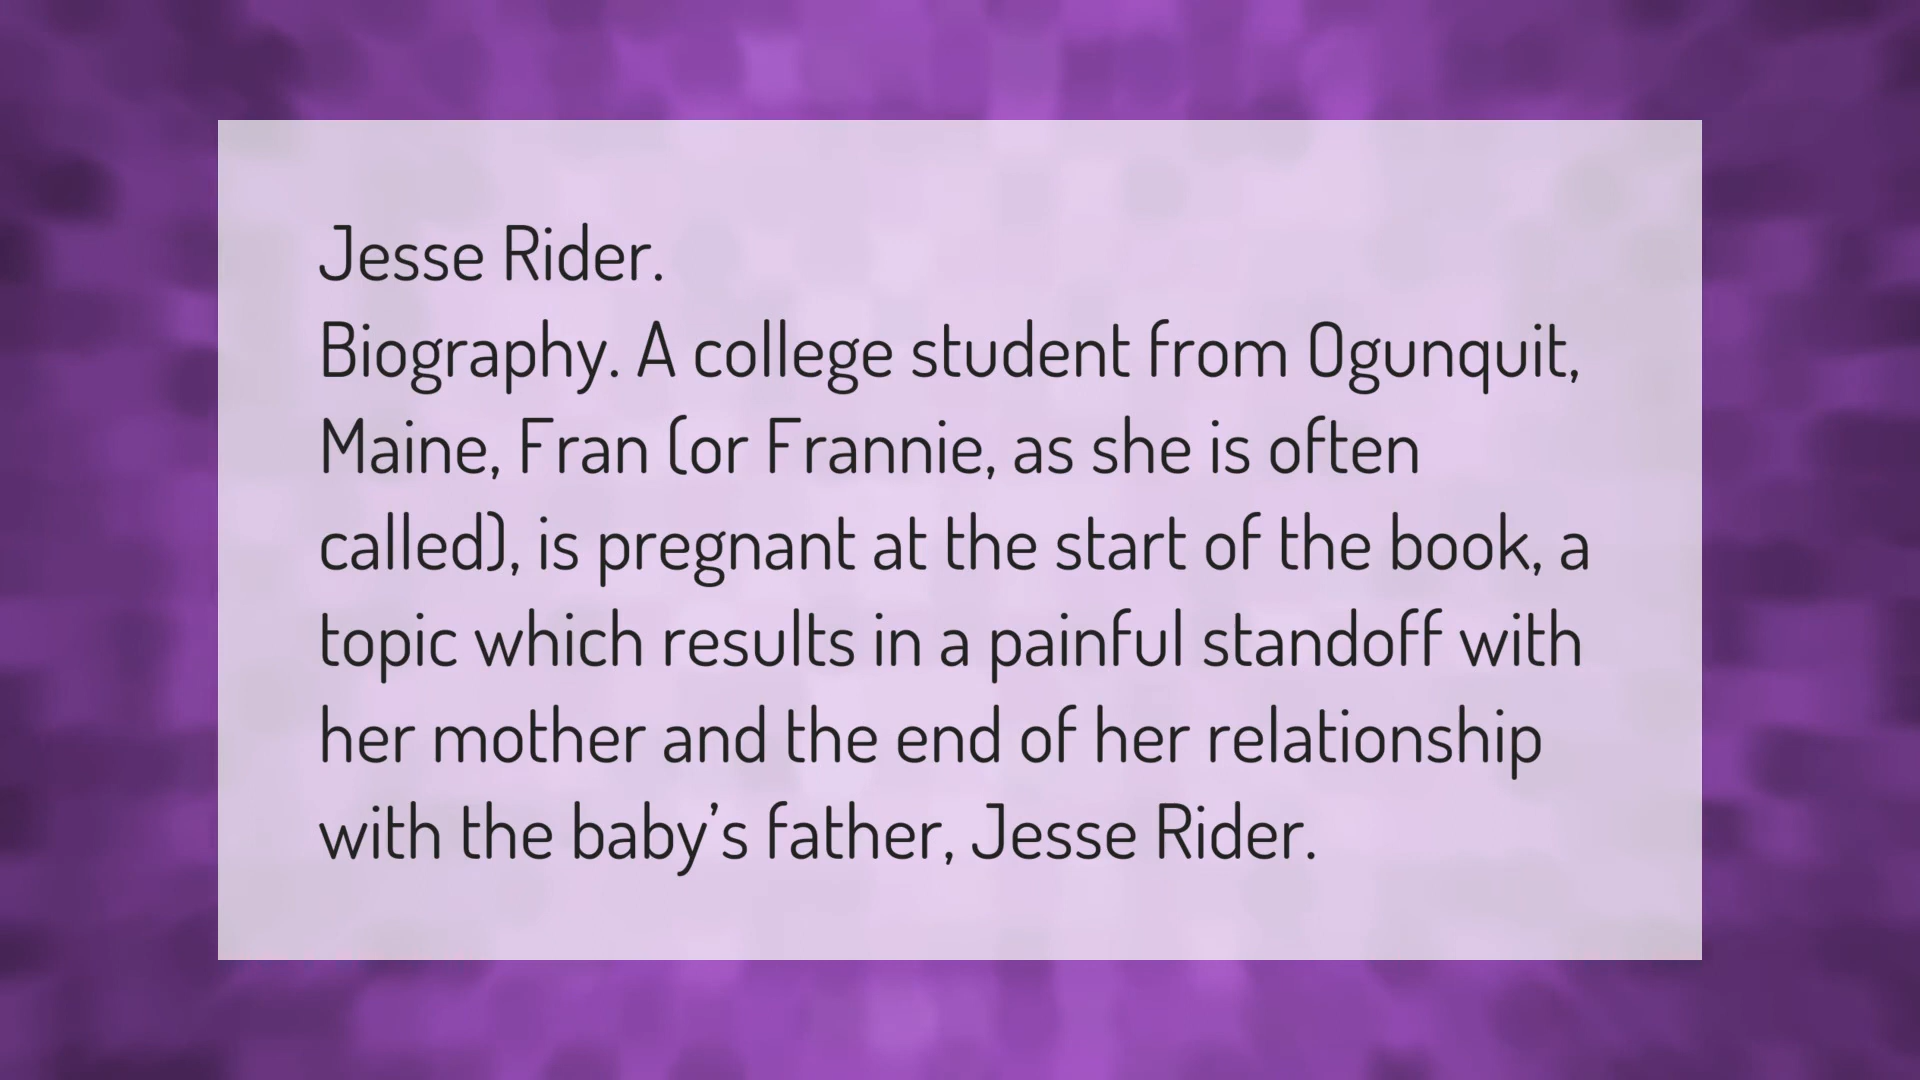 Jesse Rider.
Biography. A college student from Ogunquit,
Maine, Fran (or Frannie, as she is often
called), is pregnant at the start of the book, a
topic which results in a painful standoff with
her mother and the end of her relationship
with the baby’s father, Jesse Rider.